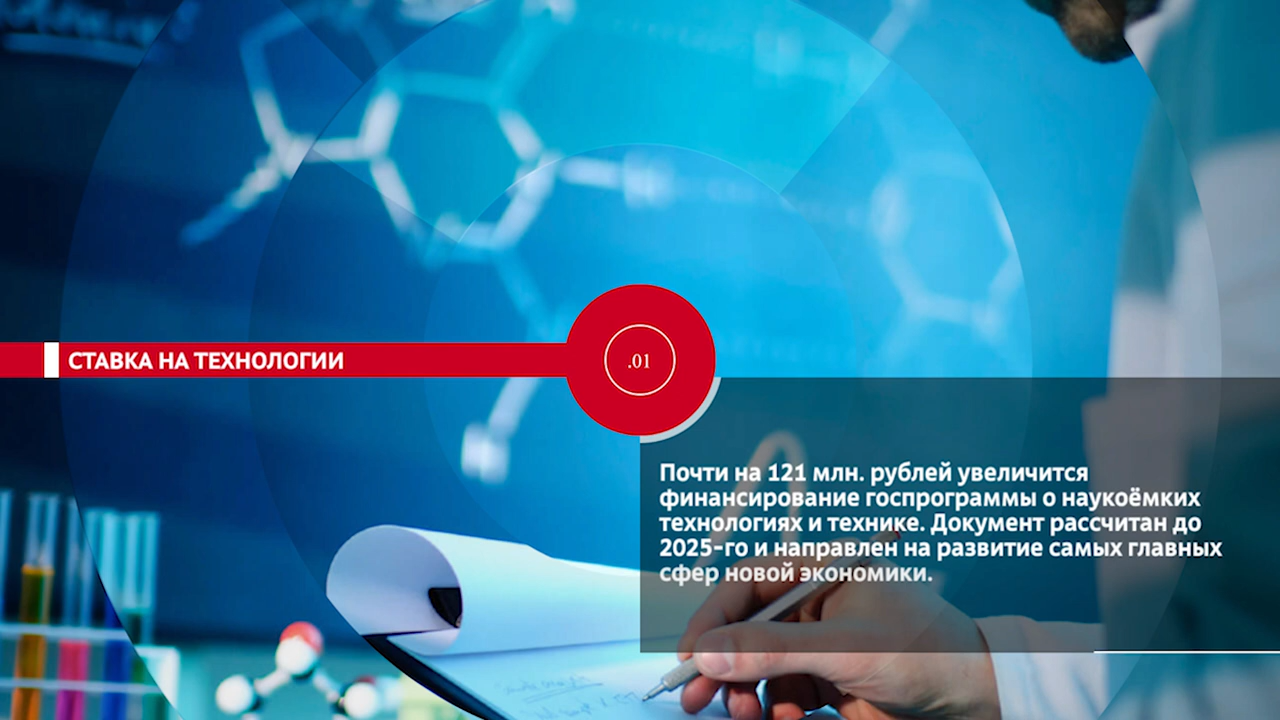 СТАВКА НА ТЕХНОЛОГИИ
.01
Почти на 121 млн. рублей увеличится
финансирование госпрограммы о наукоёмких
технологиях и технике. Документ рассчитан до
2025-го и направлен на развитие самых главных
сфер новой экономики.